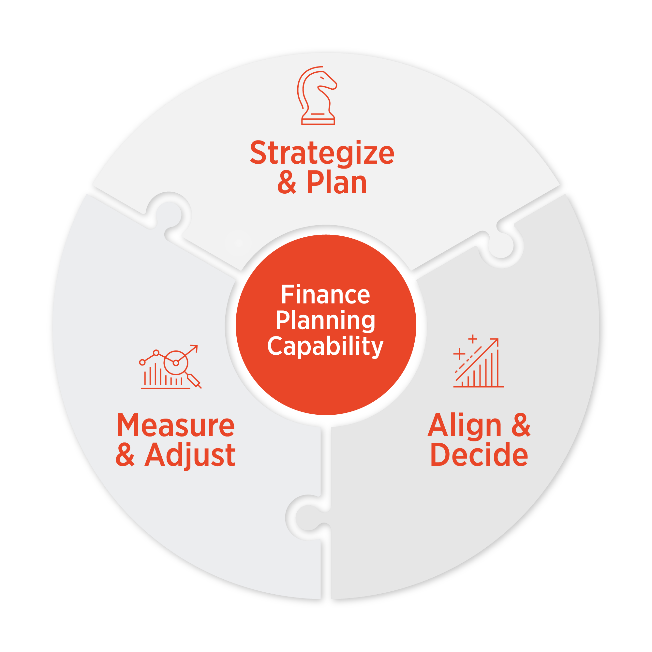 Strategize
& Plan
Finance
Planning
Capability
Measure
& Adjust
Align &
Decide